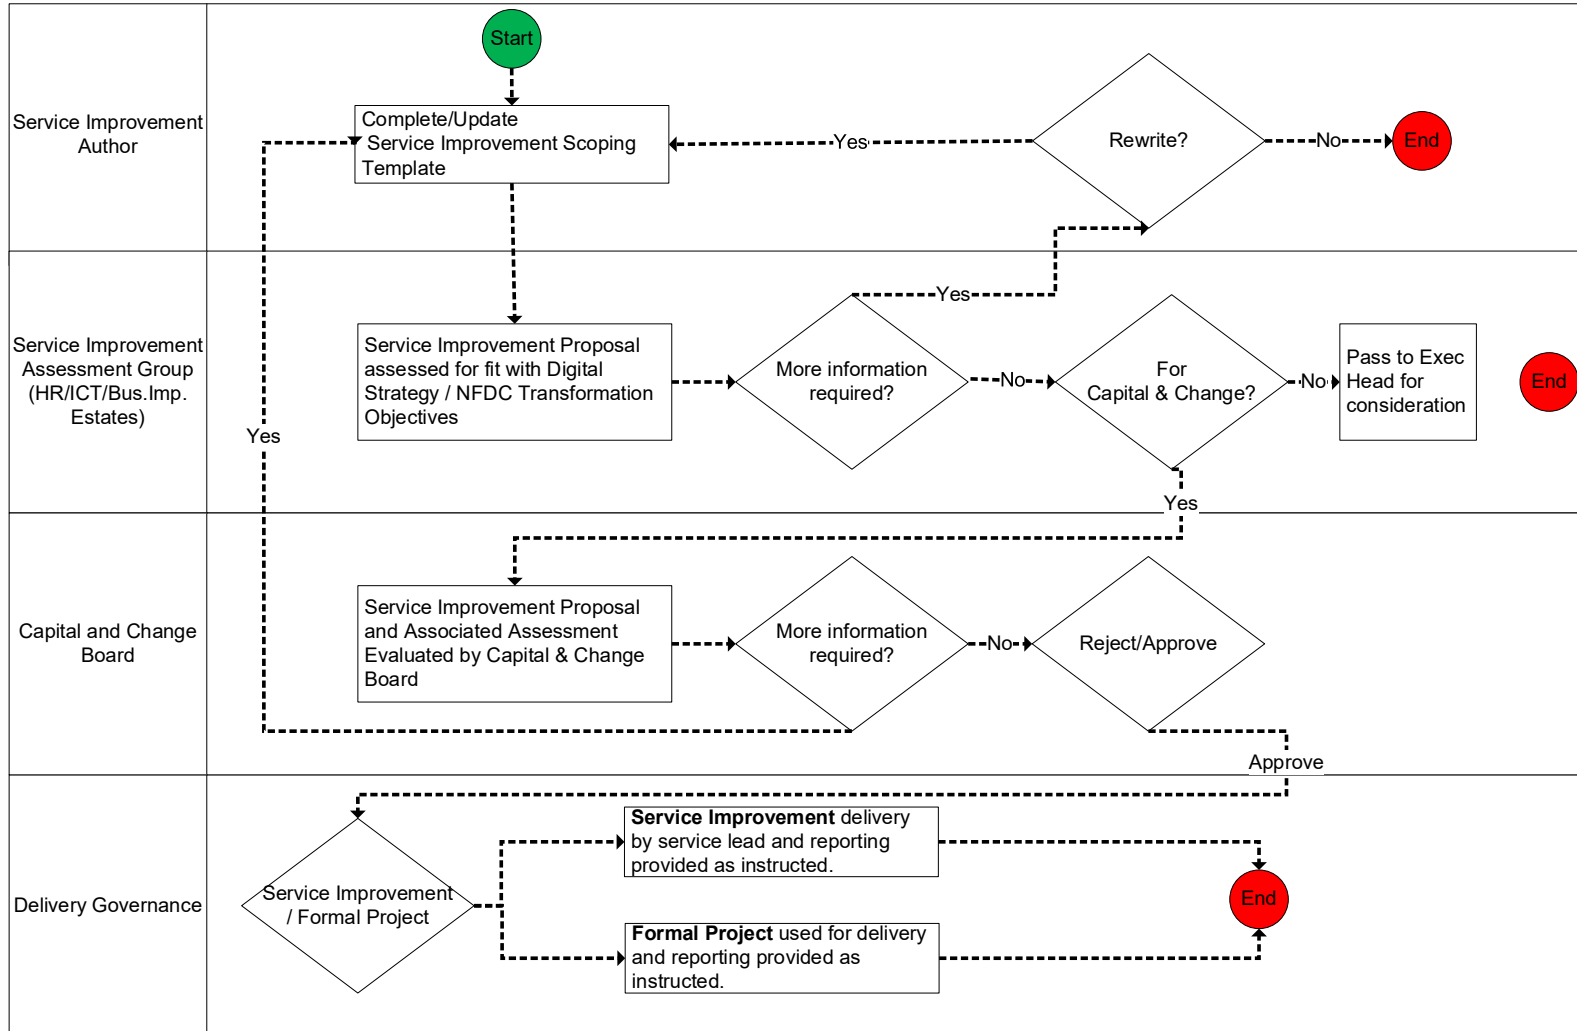 Start
Service Improvement
Author
Complete/Update
Service Improvement Scoping
Template
Yes
Rewrite?
No
End
Service Improvement
Assessment Group
(HR/ICT/Bus.Imp.
Estates)
Service Improvement Proposal
assessed for fit with Digital
Strategy / NFDC Transformation
Objectives
More information
required?
Yes
No
For
Capital & Change?
No
Pass to Exec
Head for
consideration
End
Yes
Yes
Capital and Change
Board
Service Improvement Proposal
and Associated Assessment
Evaluated by Capital & Change
Board
More information
required?
No
Reject/Approve
Approve
Delivery Governance
Service Improvement
/ Formal Project
Service Improvement delivery
by service lead and reporting
provided as instructed.
Formal Project used for delivery
and reporting provided as
instructed.
End